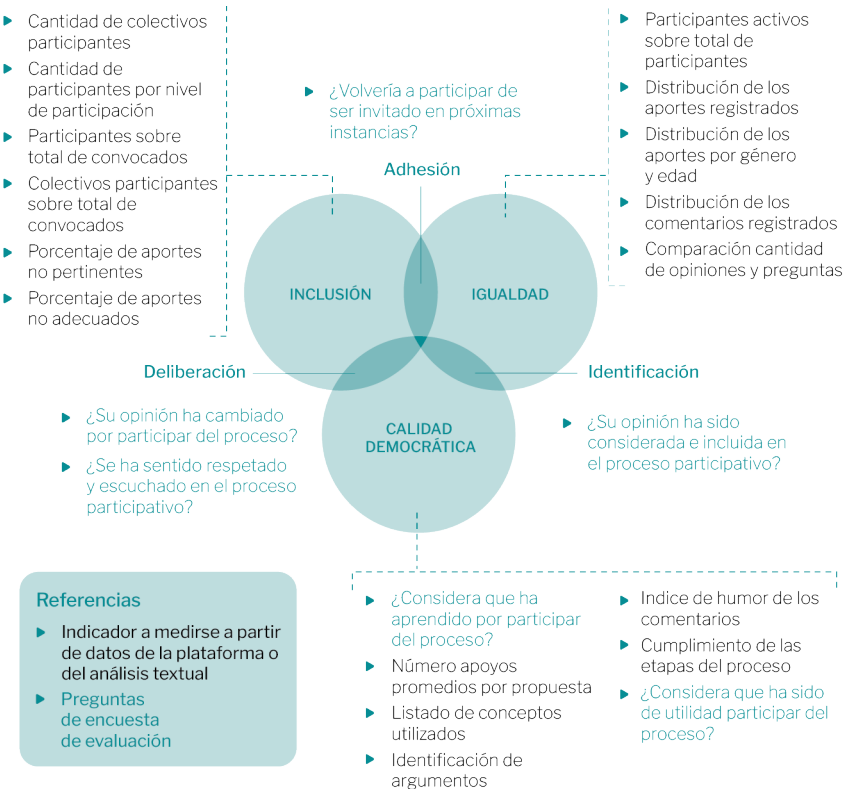 Cantidad de colectivos
participantes
Cantidad de
participantes por nivel
de participación
Participantes sobre
total de convocados
Colectivos participantes
sobre total de
convocados
Porcentaje de aportes
no pertinentes
Porcentaje de aportes
no adecuados
¿Volvería a participar de
ser invitado en próximas
instancias?
Adhesión
Participantes activos
sobre total de
participantes
Distribución de los
aportes registrados
Distribución de los
aportes por género
y edad
Distribución de los
comentarios registrados
Comparación cantidad
de opiniones y preguntas
INCLUSIÓN
IGUALDAD
Deliberación
¿Su opinión ha cambiado
por participar del proceso?
¿Se ha sentido respetado
y escuchado en el proceso
participativo?
CALIDAD
DEMOCRÁTICA
Identificación
¿Su opinión ha sido
considerada e incluida en
el proceso participativo?
Referencias
Indicador a medirse a partir
de datos de la plataforma o
del análisis textual
Preguntas
de encuesta
de evaluación
¿Considera que ha
aprendido por participar
del proceso?
Número apoyos
promedios por propuesta
Listado de conceptos
utilizados
Identificación de
argumentos
Indice de humor de los
comentarios
Cumplimiento de las
etapas del proceso
¿Considera que ha sido
de utilidad participar del
proceso?